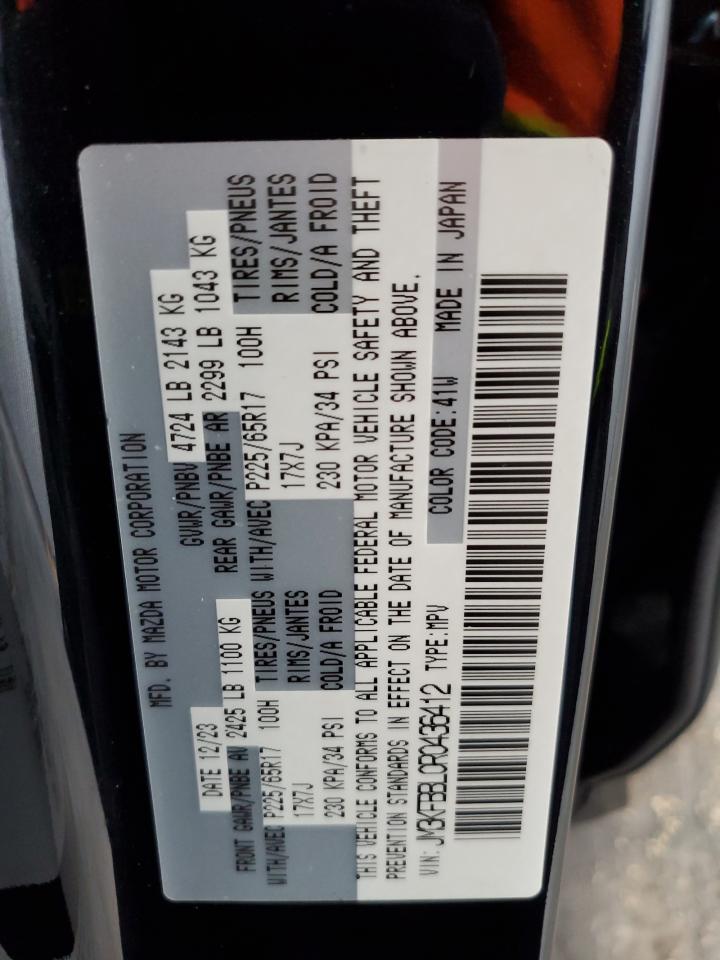 MFD. BY MAZDA MOTOR CORPORATION
DATE 12/23 GVWR/PNBV 4724 LB 2143 KG
FRONT GAWR/PNBE AV 2425 LB 1100 KG REAR GAWR/PNBE AR 2299 LB 1043 KG
WITH/AVEC P225/65R17 100H TIRES/PNEUS WITH/AVEC P225/65R17 100H TIRES/PNEUS
17X7J RIMS/JANTES 17X7J RIMS/JANTES
230 KPA/34 PSI COLD/A FROID 230 KPA/34 PSI COLD/A FROID
THIS VEHICLE CONFORMS TO ALL APPLICABLE FEDERAL MOTOR VEHICLE SAFETY AND THEFT
PREVENTION STANDARDS IN EFFECT ON THE DATE OF MANUFACTURE SHOWN ABOVE.
VIN: JM3KFBBL0R0436412 TYPE:MPV COLOR CODE:41W MADE IN JAPAN